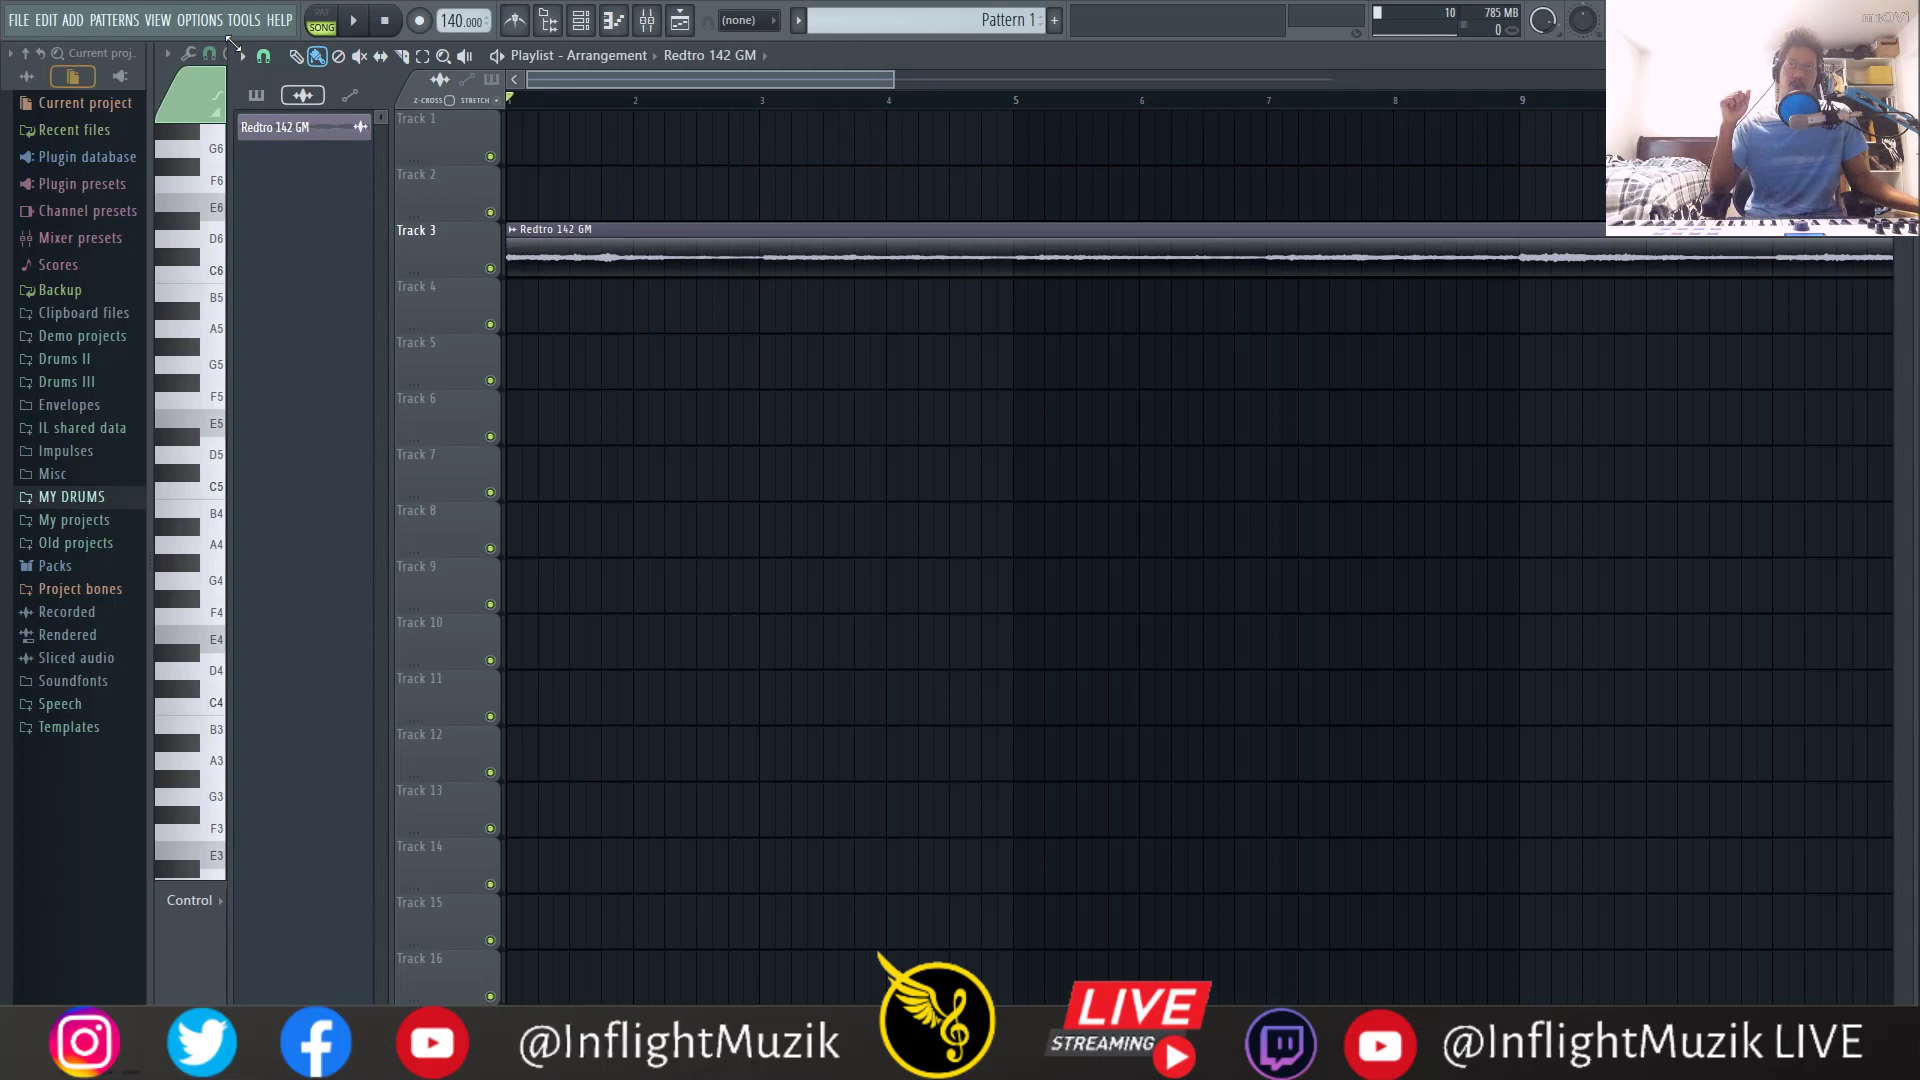 FILE EDIT ADD PATTERNS VIEW OPTIONS TOOLS HELP
PAT
SONG
140.000
(none)
Pattern 1
+
10
785 MB
0
Current proj..
Playlist - Arrangement
Redtro 142 GM
Z-CROSS
STRETCH
1 2 3 4 5 6 7 8 9
Current project
Recent files
Plugin database
Plugin presets
Channel presets
Mixer presets
Scores
Backup
Clipboard files
Demo projects
Drums II
Drums III
Envelopes
IL shared data
Impulses
Misc
MY DRUMS
My projects
Old projects
Packs
Project bones
Recorded
Rendered
Sliced audio
Soundfonts
Speech
Templates
G6
F6
E6
D6
C6
B5
A5
G5
F5
E5
D5
C5
B4
A4
G4
F4
E4
D4
C4
B3
A3
G3
F3
E3
Control
Redtro 142 GM
Track 1
Track 2
Track 3
Redtro 142 GM
Track 4
Track 5
Track 6
Track 7
Track 8
Track 9
Track 10
Track 11
Track 12
Track 13
Track 14
Track 15
Track 16
@InflightMuzik
LIVE
STREAMING
@InflightMuzik LIVE